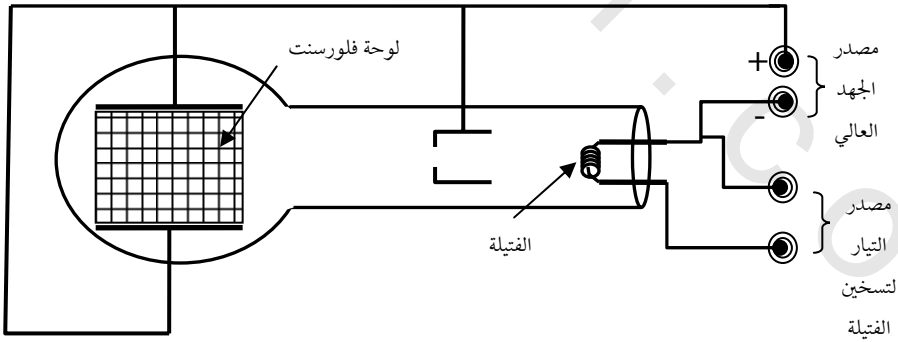 لوحة فلورسنت
مصدر
الجهد
العالي
+
-
الفتيلة
مصدر
التيار
لتسخين
الفتيلة